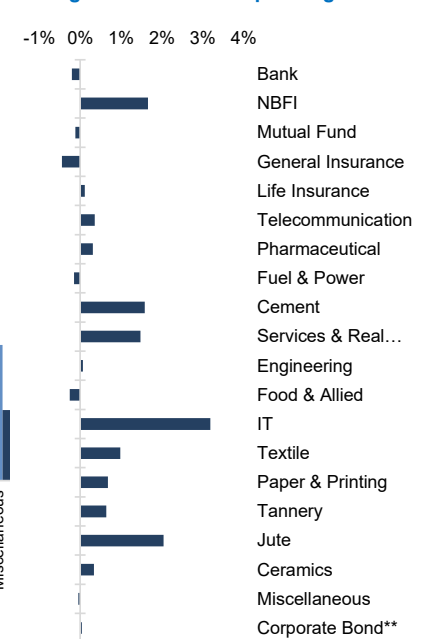 -1% 0% 1% 2% 3% 4%
Bank
NBFI
Mutual Fund
General Insurance
Life Insurance
Telecommunication
Pharmaceutical
Fuel & Power
Cement
Services & Real…
Engineering
Food & Allied
IT
Textile
Paper & Printing
Tannery
Jute
Ceramics
Miscellaneous
Corporate Bond**